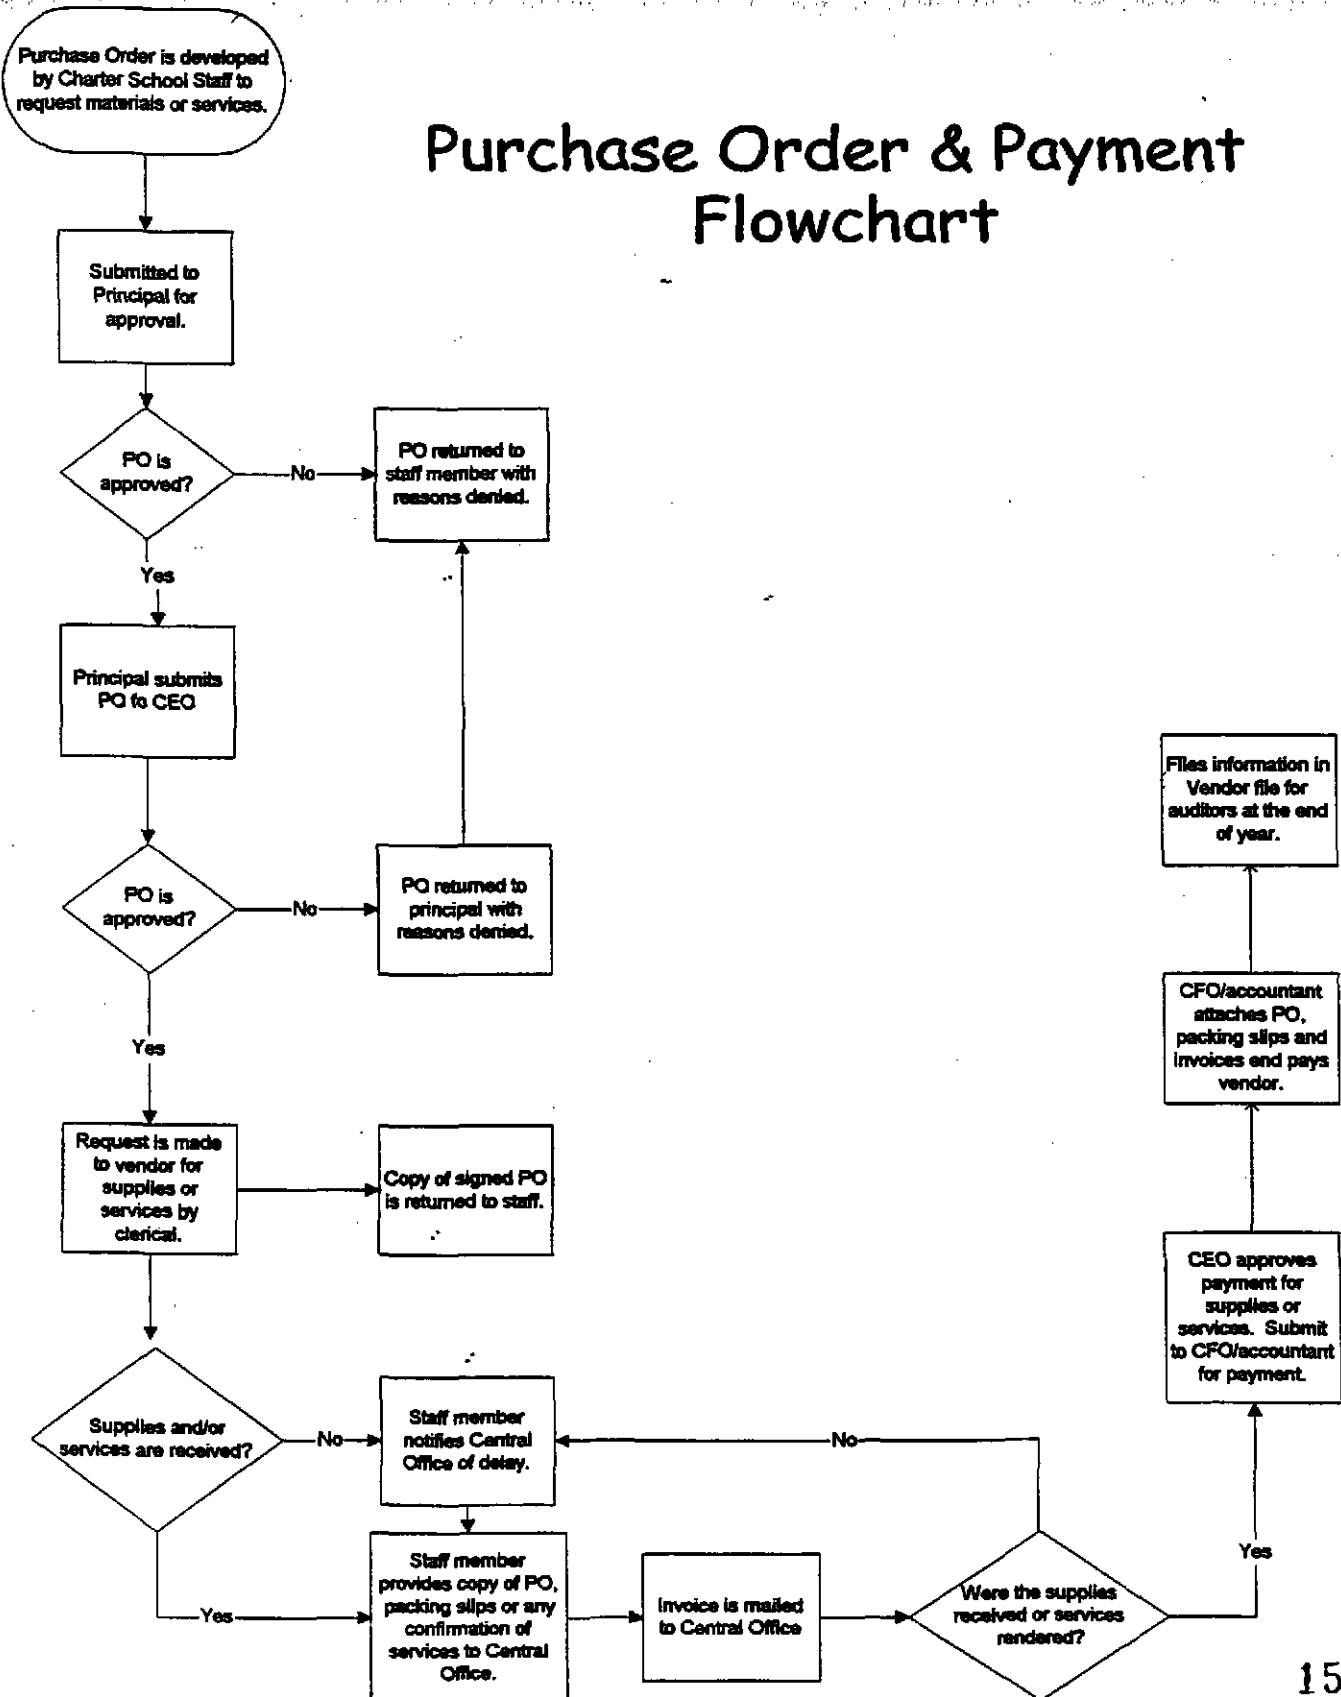 Purchase Order is developed
by Charter School Staff to
request materials or services.
Purchase Order & Payment
Flowchart
Submitted to
Principal for
approval.
PO is
approved?
No
PO returned to
staff member with
reasons denied.
Yes
Principal submits
PO to CEO
PO is
approved?
No
PO returned to
principal with
reasons denied.
Yes
Request is made
to vendor for
supplies or
services by
clerical.
Copy of signed PO
is returned to staff.
Supplies and/or
services are received?
No
Staff member
notifies Central
Office of delay.
No
Yes
Staff member
provides copy of PO,
packing slips or any
confirmation of
services to Central
Office.
Invoice is mailed
to Central Office
Were the supplies
received or services
rendered?
Yes
CEO approves
payment for
supplies or
services. Submit
to CFO/accountant
for payment.
CFO/accountant
attaches PO,
packing slips and
invoices end pays
vendor.
Files information in
Vendor file for
auditors at the end
of year.
15